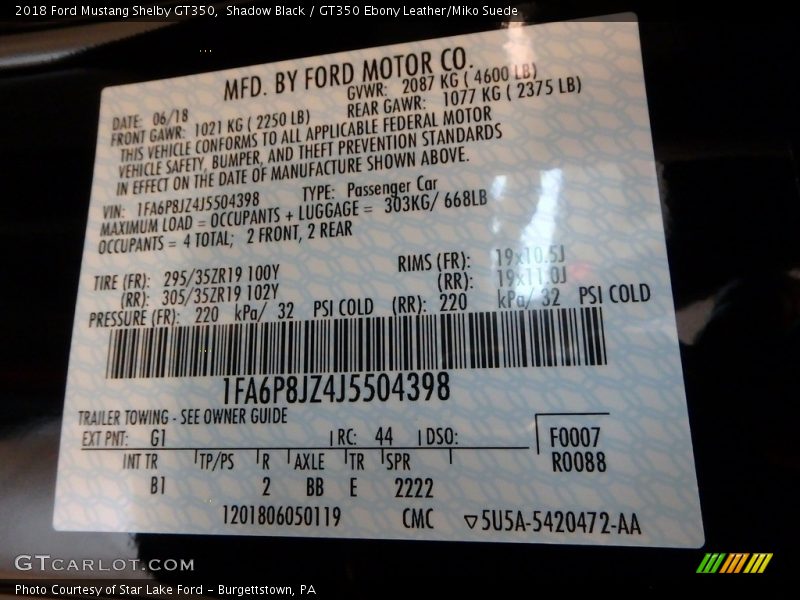 2018 Ford Mustang Shelby GT350,  Shadow Black / GT350 Ebony Leather/Miko Suede
MFD. BY FORD MOTOR CO.
DATE: 06/18 GVWR: 2087 KG ( 4600 LB)
FRONT GAWR: 1021 KG ( 2250 LB) REAR GAWR: 1077 KG ( 2375 LB)
THIS VEHICLE CONFORMS TO ALL APPLICABLE FEDERAL MOTOR
VEHICLE SAFETY, BUMPER, AND THEFT PREVENTION STANDARDS
IN EFFECT ON THE DATE OF MANUFACTURE SHOWN ABOVE.
VIN: 1FA6P8JZ4J5504398 TYPE: Passenger Car
MAXIMUM LOAD = OCCUPANTS + LUGGAGE = 303KG/ 668LB
OCCUPANTS = 4 TOTAL; 2 FRONT, 2 REAR
TIRE (FR): 295/35ZR19 100Y RIMS (FR): 19x10.5J
(RR): 305/35ZR19 102Y (RR): 19x11.0J
PRESSURE (FR): 220 kPa/ 32 PSI COLD (RR): 220 kPa/ 32 PSI COLD
1FA6P8JZ4J5504398
TRAILER TOWING - SEE OWNER GUIDE
EXT PNT: G1 RC: 44 DSO: F0007
INT TR TP/PS R AXLE TR SPR R0088
B1 2 BB E 2222
1201806050119 CMC ▽5U5A-5420472-AA
GTCARLOT.COM
Photo Courtesy of Star Lake Ford - Burgettstown, PA